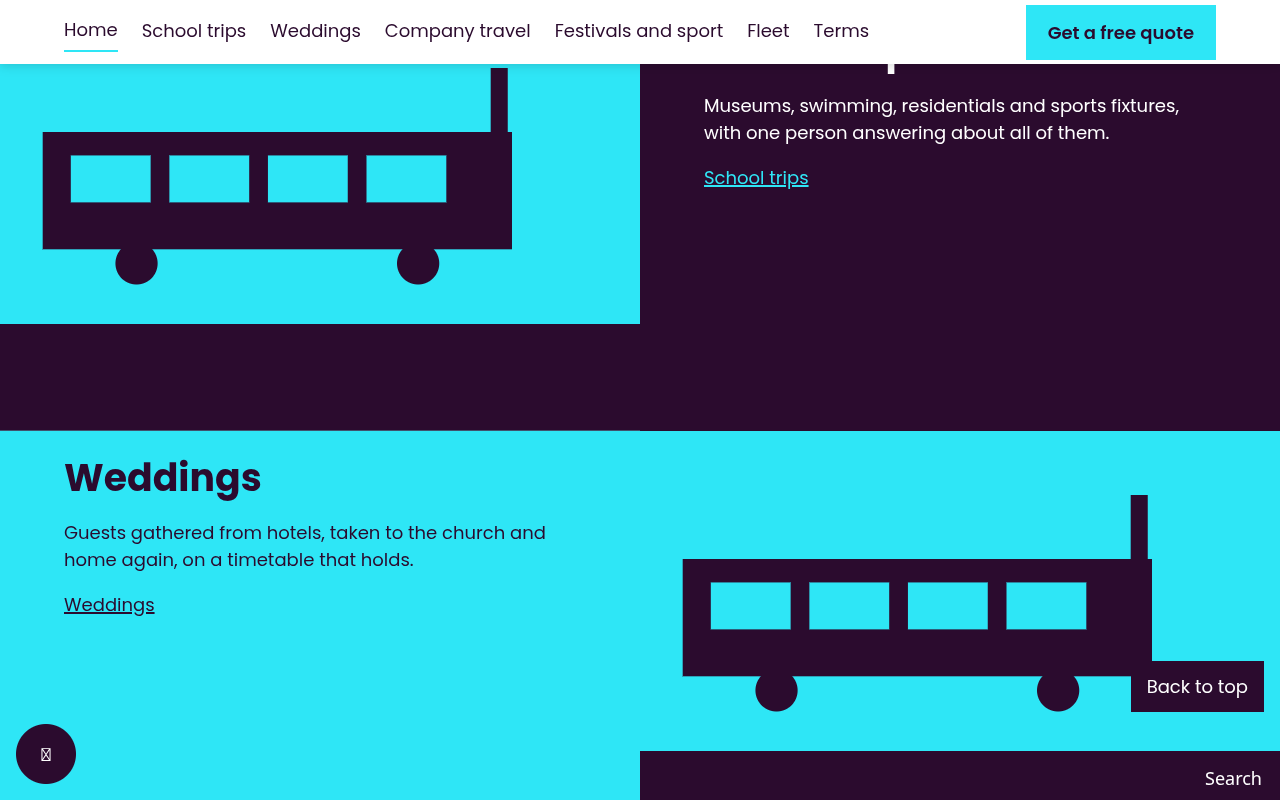 Home School trips Weddings Company travel Festivals and sport Fleet Terms Get a free quote
Museums, swimming, residentials and sports fixtures,
with one person answering about all of them.
School trips
Weddings
Guests gathered from hotels, taken to the church and
home again, on a timetable that holds.
Weddings
Back to top
Search